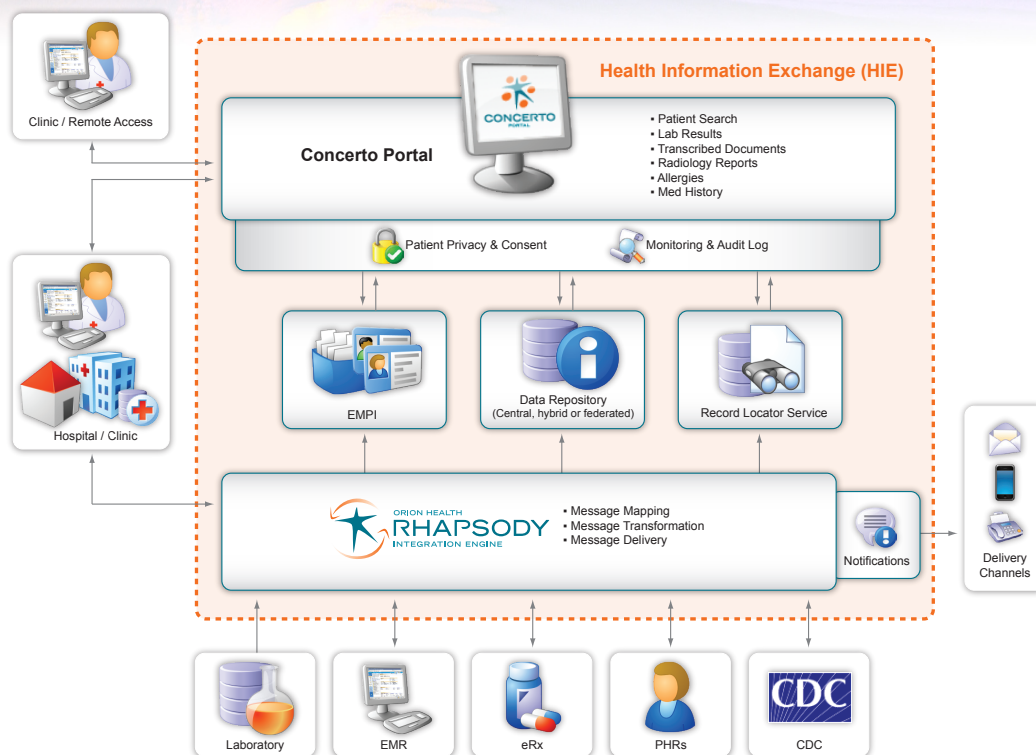 Health Information Exchange (HIE)
Clinic / Remote Access
CONCERTO
PORTAL
Concerto Portal
• Patient Search
• Lab Results
• Transcribed Documents
• Radiology Reports
• Allergies
• Med History
Patient Privacy & Consent
Monitoring & Audit Log
Hospital / Clinic
EMPI
Data Repository
(Central, hybrid or federated)
Record Locator Service
ORION HEALTH
RHAPSODY
INTEGRATION ENGINE
• Message Mapping
• Message Transformation
• Message Delivery
Notifications
Delivery
Channels
Laboratory
EMR
eRx
PHRs
CDC
CDC